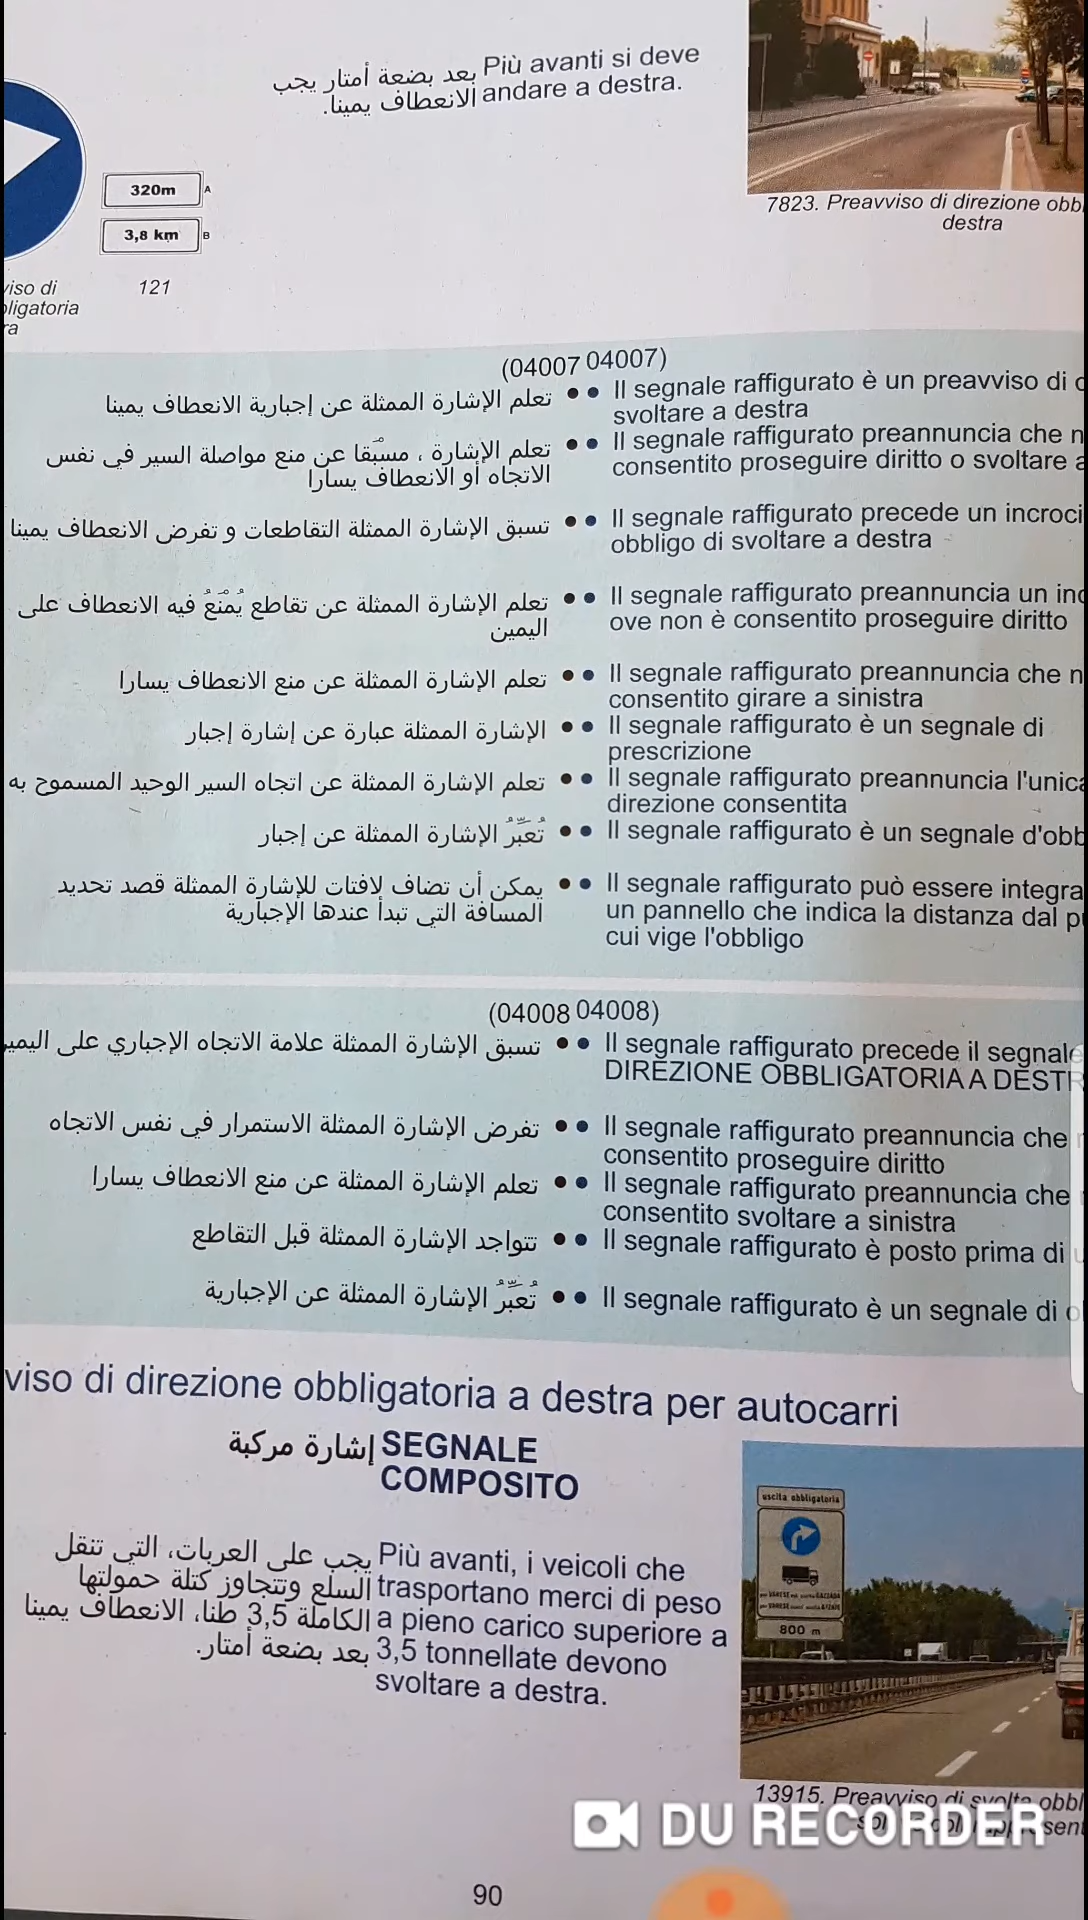 Più avanti si deve
andare a destra.
بعد بضعة أمتار يجب
الانعطاف يمينا.
320m A
3,8 km B
121
di
7823. Preavviso di direzione
destra
(04007 04007)
Il segnale raffigurato è un preavviso di
svoltare a destra
تعلم الإشارة الممثلة عن إجبارية الانعطاف يمينا
Il segnale raffigurato preannuncia che
consentito proseguire diritto o svoltare
تعلم الإشارة ، مسبَقا عن منع مواصلة السير في نفس
الاتجاه أو الانعطاف يسارا
Il segnale raffigurato precede un
obbligo di svoltare a destra
تسبق الإشارة الممثلة التقاطعات و تفرض الانعطاف يمينا
Il segnale raffigurato preannuncia un
ove non è consentito proseguire diritto
تعلم الإشارة الممثلة عن تقاطع يُمْنَعُ فيه الانعطاف على
اليمين
Il segnale raffigurato preannuncia che
consentito girare a sinistra
تعلم الإشارة الممثلة عن منع الانعطاف يسارا
Il segnale raffigurato è un segnale di
prescrizione
الإشارة الممثلة عبارة عن إشارة إجبار
Il segnale raffigurato preannuncia
direzione consentita
تعلم الإشارة الممثلة عن اتجاه السير الوحيد المسموح به
Il segnale raffigurato è un segnale
تُعَبِّرُ الإشارة الممثلة عن إجبار
Il segnale raffigurato può essere
un pannello che indica la distanza dal
cui vige l'obbligo
يمكن أن تضاف لافتات للإشارة الممثلة قصد تحديد
المسافة التي تبدأ عندها الإجبارية
(04008 04008)
Il segnale raffigurato precede il segnale
DIREZIONE OBBLIGATORIA A
تسبق الإشارة الممثلة علامة الاتجاه الإجباري على
Il segnale raffigurato preannuncia che
consentito proseguire diritto
تفرض الإشارة الممثلة الاستمرار في نفس الاتجاه
Il segnale raffigurato preannuncia che
consentito svoltare a sinistra
تعلم الإشارة الممثلة عن منع الانعطاف يسارا
Il segnale raffigurato è posto prima di
تتواجد الإشارة الممثلة قبل التقاطع
Il segnale raffigurato è un segnale di
تُعَبِّرُ الإشارة الممثلة عن الإجبارية
di direzione obbligatoria a destra per autocarri
SEGNALE
COMPOSITO
إشارة مركبة
Più avanti, i veicoli che
trasportano merci di peso
a pieno carico superiore a
3,5 tonnellate devono
svoltare a destra.
يجب على العربات، التي تنقل
السلع وتتجاوز كتلة حمولتها
الكاملة 3,5 طنا، الانعطاف يمينا
بعد بضعة أمتار.
uscita obbligatoria
800 m
13915. Preavviso di svolta
DU RECORDER
90